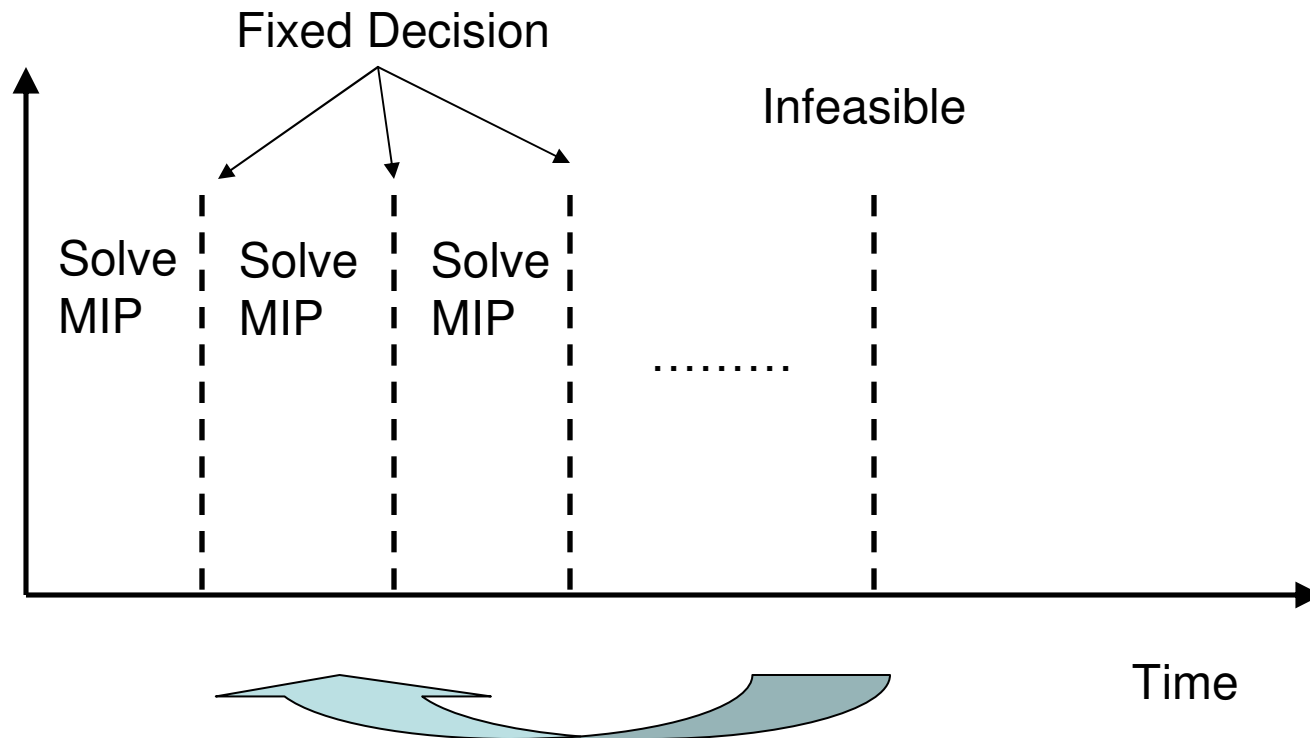 Fixed Decision
Infeasible
Solve
MIP
Solve
MIP
Solve
MIP
.........
Time